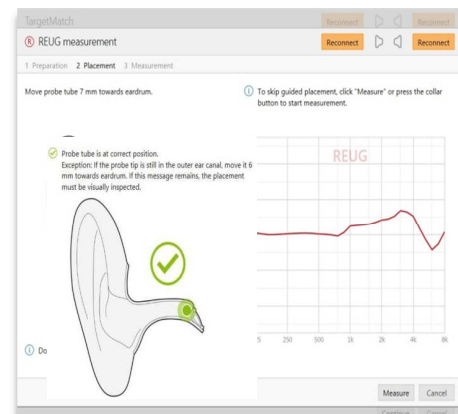 TargetMatch
Reconnect
Reconnect
R REUG measurement
Reconnect
Reconnect
1 Preparation 2 Placement 3 Measurement
Move probe tube 7 mm towards eardrum.
To skip guided placement, click "Measure" or press the collar
button to start measurement.
Probe tube is at correct position.
Exception: If the probe tip is still in the outer ear canal, move it 6
mm towards eardrum. If this message remains, the placement
must be visually inspected.
REUG
5 250 500 1k 2k 4k 8k
Do
Measure Cancel
Continue Cancel